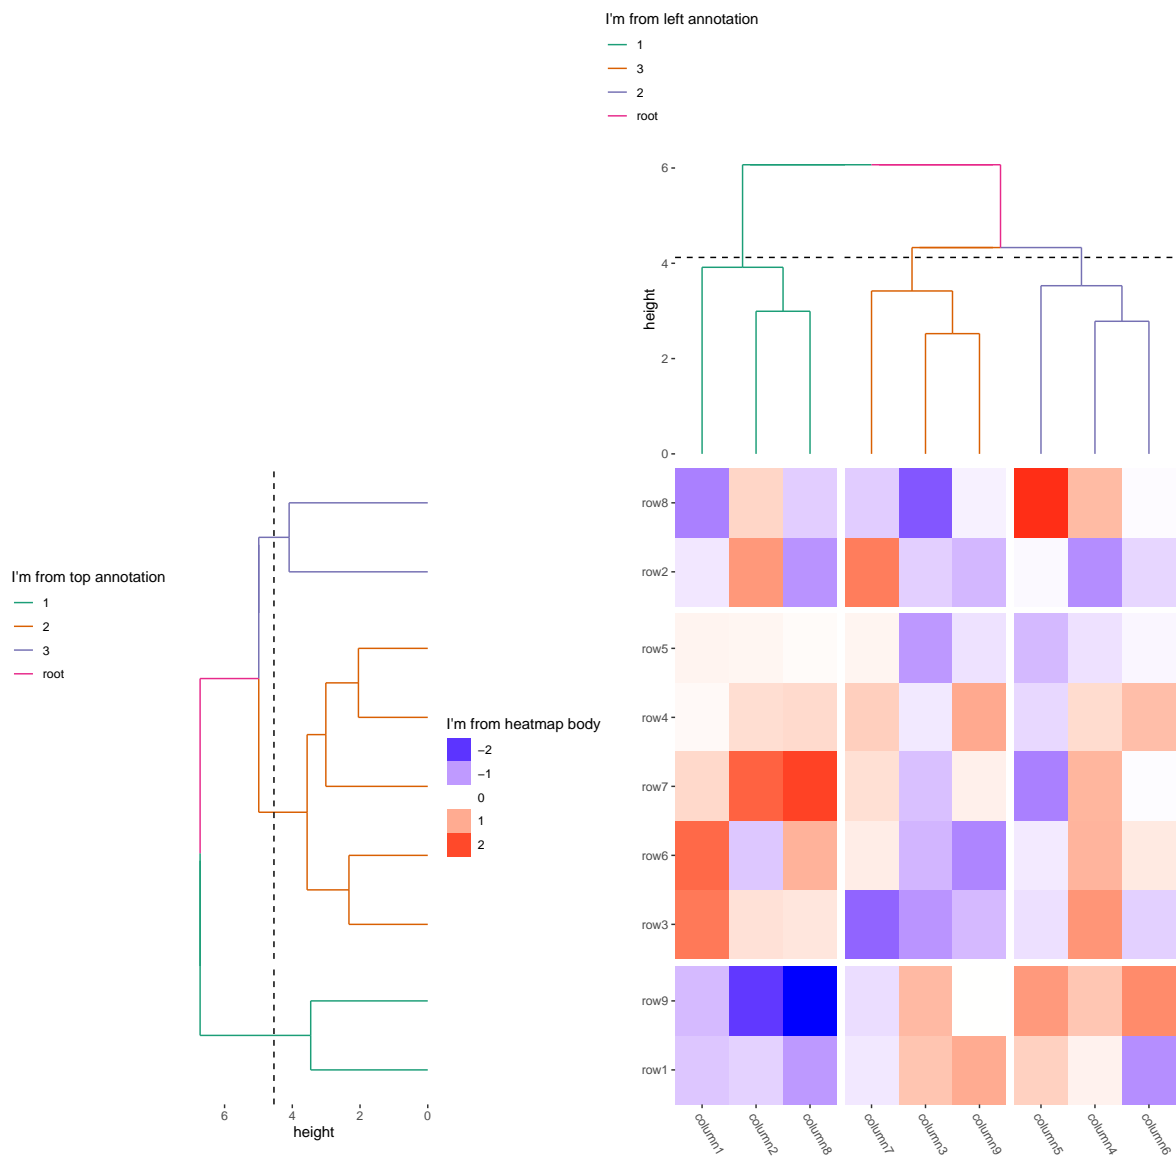 I'm from left annotation
1
3
2
root
6
4
2
0
height
I'm from top annotation
1
2
3
root
I'm from heatmap body
−2
−1
0
1
2
row8
row2
row5
row4
row7
row6
row3
row9
row1
6 4 2 0
height
column1 column2 column8 column7 column3 column9 column5 column4 column6